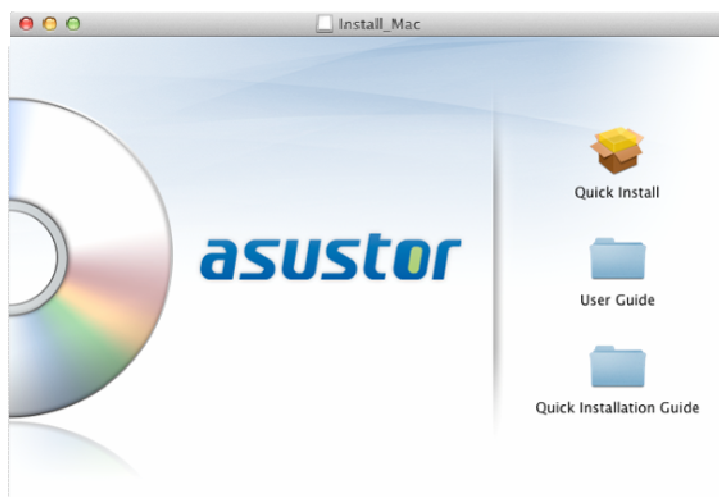 Install_Mac
Quick Install
asustor
User Guide
Quick Installation Guide